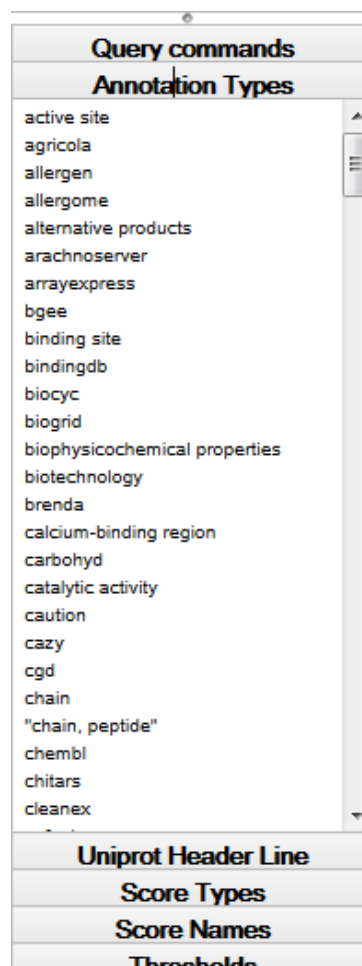 Query commands
Annotation Types
active site
agricola
allergen
allergome
alternative products
arachnoserver
arrayexpress
bgee
binding site
bindingdb
biocyc
biogrid
biophysicochemical properties
biotechnology
brenda
calcium-binding region
carbohyd
catalytic activity
caution
cazy
cgd
chain
"chain, peptide"
chembl
chitars
cleanex
Uniprot Header Line
Score Types
Score Names
Thresholds